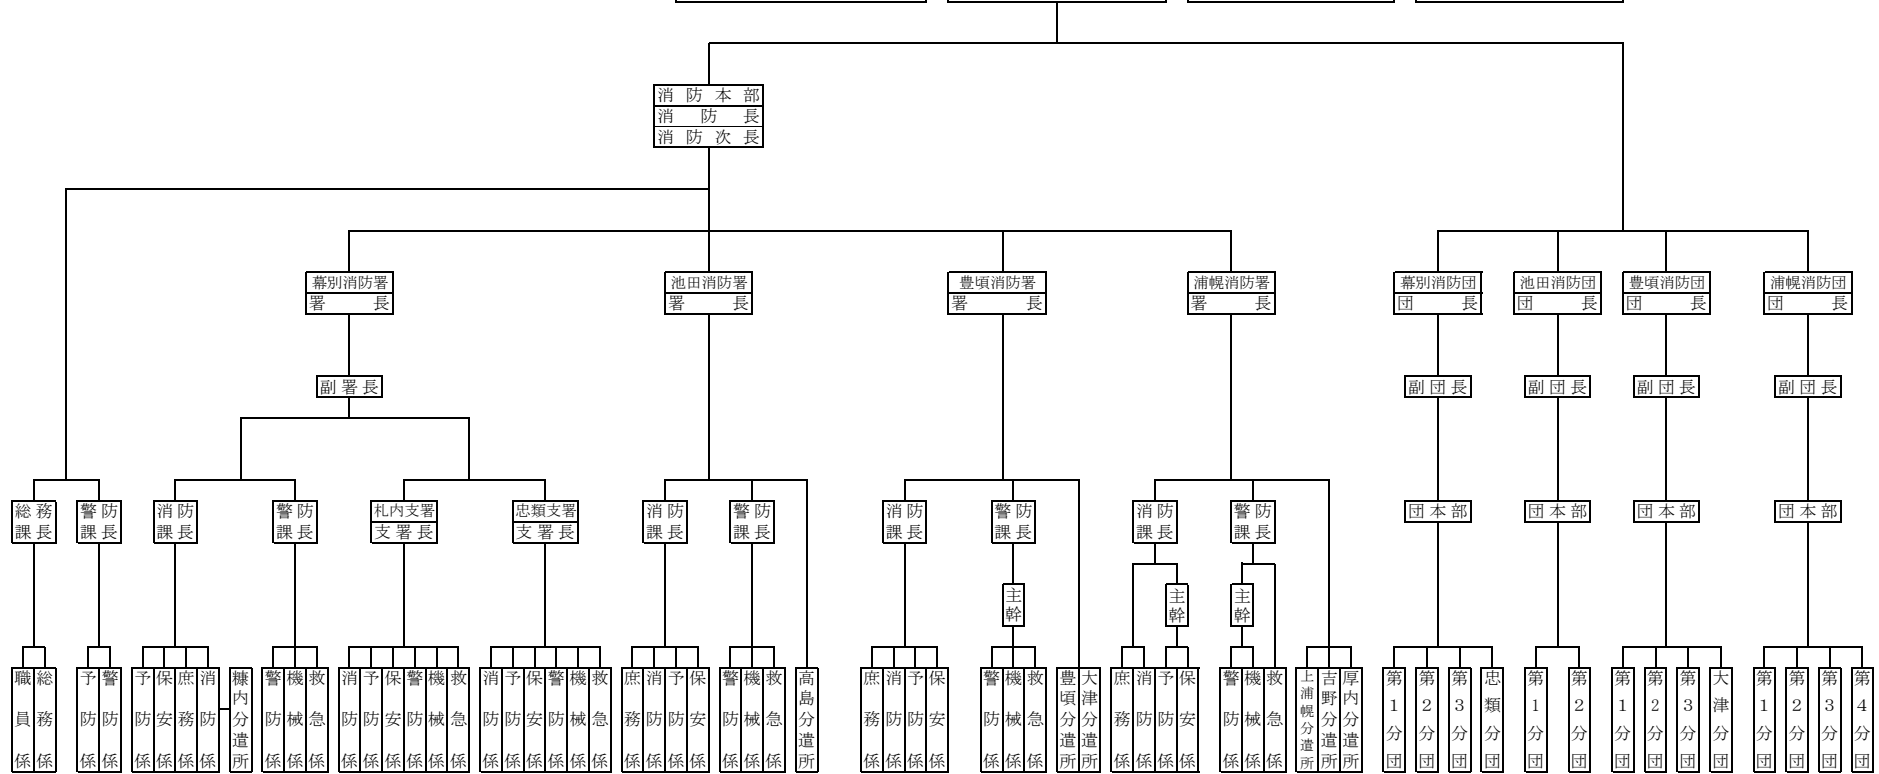 消防本部
消防長
消防次長
幕別消防署
署長
池田消防署
署長
豊頃消防署
署長
浦幌消防署
署長
幕別消防団
団長
池田消防団
団長
豊頃消防団
団長
浦幌消防団
団長
副署長
副団長
副団長
副団長
副団長
総務
課長
警防
課長
消防
課長
警防
課長
札内支署
支署長
忠類支署
支署長
消防
課長
警防
課長
消防
課長
警防
課長
消防
課長
警防
課長
団本部
団本部
団本部
団本部
主幹
主幹
主幹
職員係
総務係
予防係
警防係
予防係
保安係
庶務係
消防係
糠内分遣所
警防係
機械係
救急係
消防係
予防係
保安係
警防係
機械係
救急係
消防係
予防係
保安係
警防係
機械係
救急係
庶務係
消防係
予防係
保安係
警防係
機械係
救急係
高島分遣所
庶務係
消防係
予防係
保安係
警防係
機械係
救急係
豊頃分遣所
大津分遣所
庶務係
消防係
予防係
保安係
警防係
機械係
救急係
上浦幌分遣所
吉野分遣所
厚内分遣所
第1分団
第2分団
第3分団
忠類分団
第1分団
第2分団
第1分団
第2分団
第3分団
大津分団
第1分団
第2分団
第3分団
第4分団